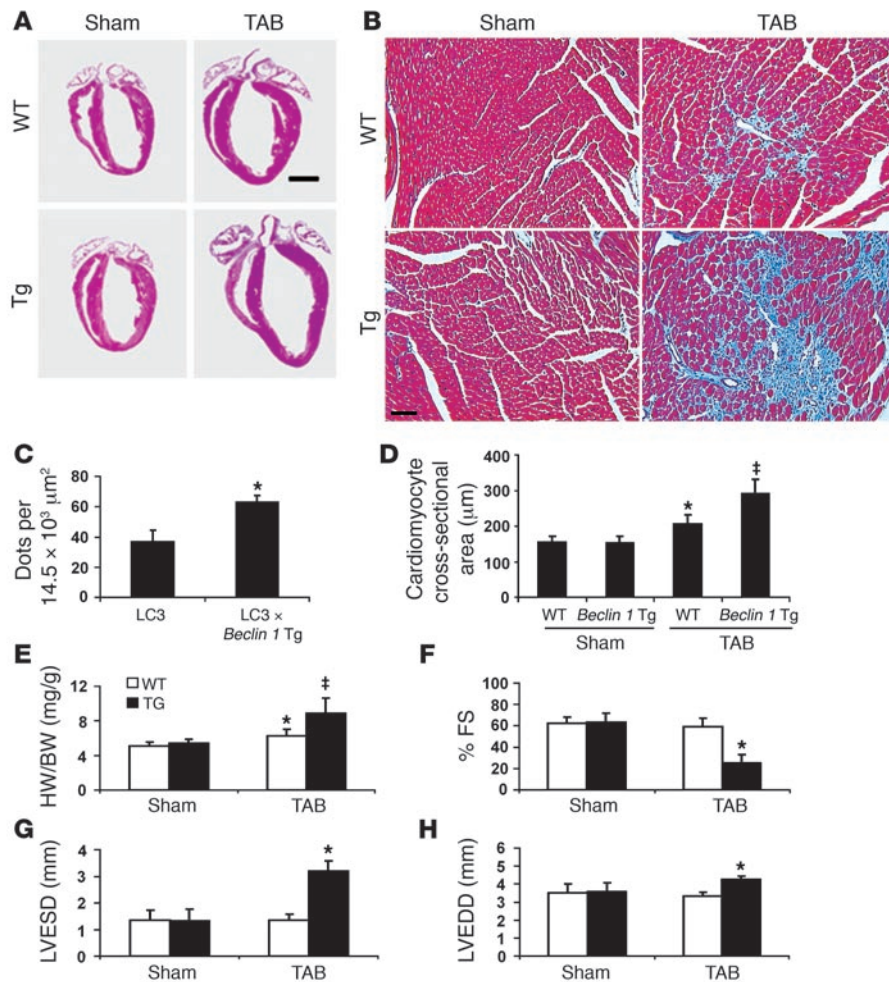 A
Sham
TAB
WT
Tg
B
Sham
TAB
WT
Tg
C
Dots per
14.5 × 10³ μm²
80
60
40
20
0
*
LC3
LC3 ×
Beclin 1 Tg
D
Cardiomyocyte
cross-sectional
area (μm)
400
300
200
100
0
*
‡
WT
Beclin 1 Tg
WT
Beclin 1 Tg
Sham
TAB
E
HW/BW (mg/g)
12
8
4
0
WT
TG
*
‡
Sham
TAB
F
% FS
100
80
60
40
20
0
*
Sham
TAB
G
LVESD (mm)
4
3
2
1
0
*
Sham
TAB
H
LVEDD (mm)
6
5
4
3
2
1
0
*
Sham
TAB